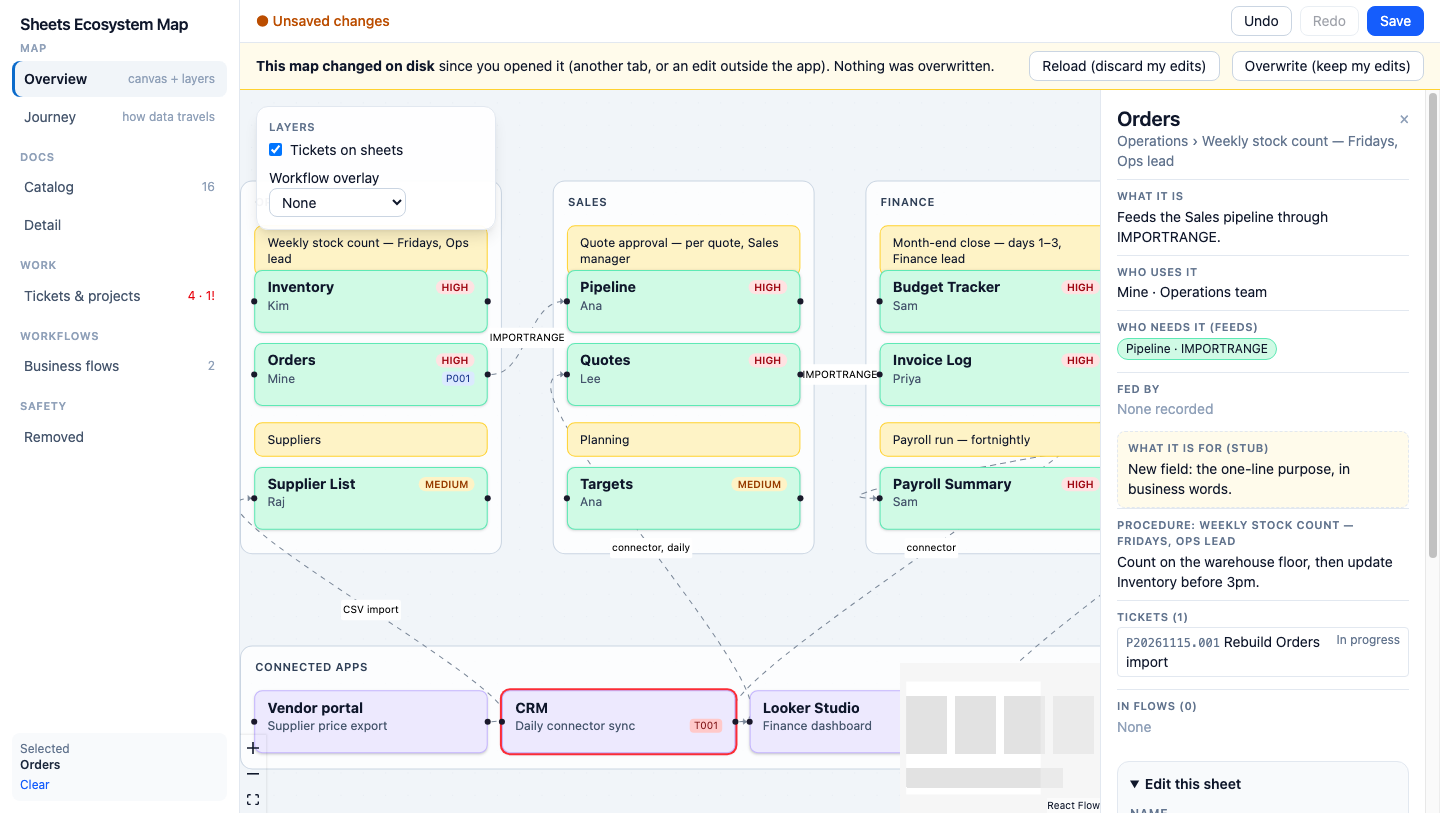 Sheets Ecosystem Map
MAP
Overview canvas + layers
Journey how data travels
DOCS
Catalog 16
Detail
WORK
Tickets & projects 4 · 1!
WORKFLOWS
Business flows 2
SAFETY
Removed
Selected
Orders
Clear
Unsaved changes
Undo Redo Save
This map changed on disk since you opened it (another tab, or an edit outside the app). Nothing was overwritten.
Reload (discard my edits) Overwrite (keep my edits)
LAYERS
Tickets on sheets
Workflow overlay
None
Weekly stock count — Fridays, Ops
lead
Inventory HIGH
Kim
Orders HIGH
Mine P001
Suppliers
Supplier List MEDIUM
Raj
IMPORTRANGE
SALES
Quote approval — per quote, Sales
manager
Pipeline HIGH
Ana
Quotes HIGH
Lee
Planning
Targets MEDIUM
Ana
IMPORTRANGE
FINANCE
Month-end close — days 1–3,
Finance lead
Budget Tracker HIGH
Sam
Invoice Log HIGH
Priya
Payroll run — fortnightly
Payroll Summary HIGH
Sam
connector, daily
connector
CSV import
CONNECTED APPS
Vendor portal
Supplier price export
CRM
Daily connector sync T001
Looker Studio
Finance dashboard
React Flow
Orders ×
Operations › Weekly stock count — Fridays,
Ops lead
WHAT IT IS
Feeds the Sales pipeline through
IMPORTRANGE.
WHO USES IT
Mine · Operations team
WHO NEEDS IT (FEEDS)
Pipeline · IMPORTRANGE
FED BY
None recorded
WHAT IT IS FOR (STUB)
New field: the one-line purpose, in
business words.
PROCEDURE: WEEKLY STOCK COUNT —
FRIDAYS, OPS LEAD
Count on the warehouse floor, then update
Inventory before 3pm.
TICKETS (1)
P20261115.001 Rebuild Orders In progress
import
IN FLOWS (0)
None
▼ Edit this sheet
NAME